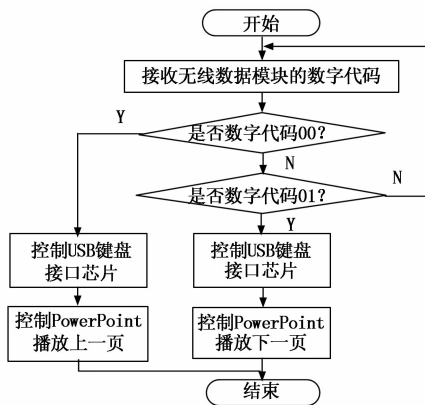 开始
接收无线数据模块的数字代码
Y
是否数字代码00?
N
是否数字代码01?
N
Y
控制USB键盘
接口芯片
控制USB键盘
接口芯片
控制PowerPoint
播放上一页
控制PowerPoint
播放下一页
结束